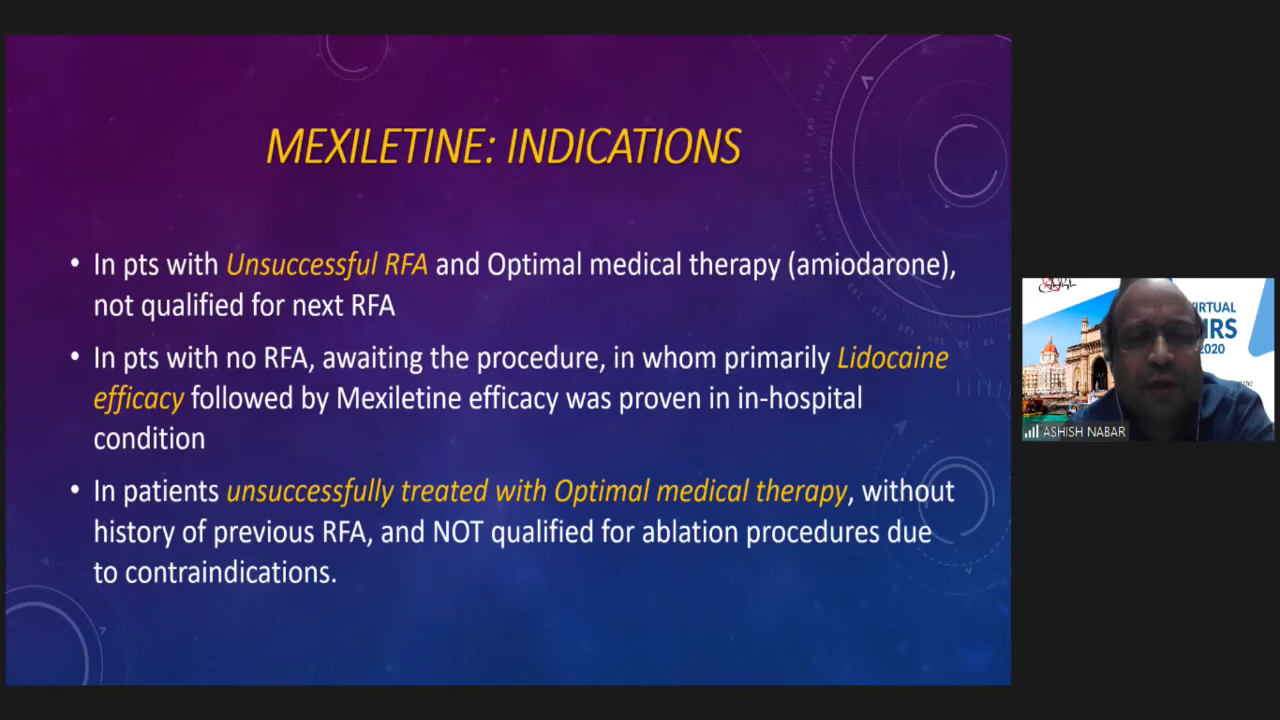 MEXILETINE: INDICATIONS
• In pts with Unsuccessful RFA and Optimal medical therapy (amiodarone),
not qualified for next RFA
• In pts with no RFA, awaiting the procedure, in whom primarily Lidocaine
efficacy followed by Mexiletine efficacy was proven in in-hospital
condition
• In patients unsuccessfully treated with Optimal medical therapy, without
history of previous RFA, and NOT qualified for ablation procedures due
to contraindications.
VIRTUAL
2020
ASHISH NABAR